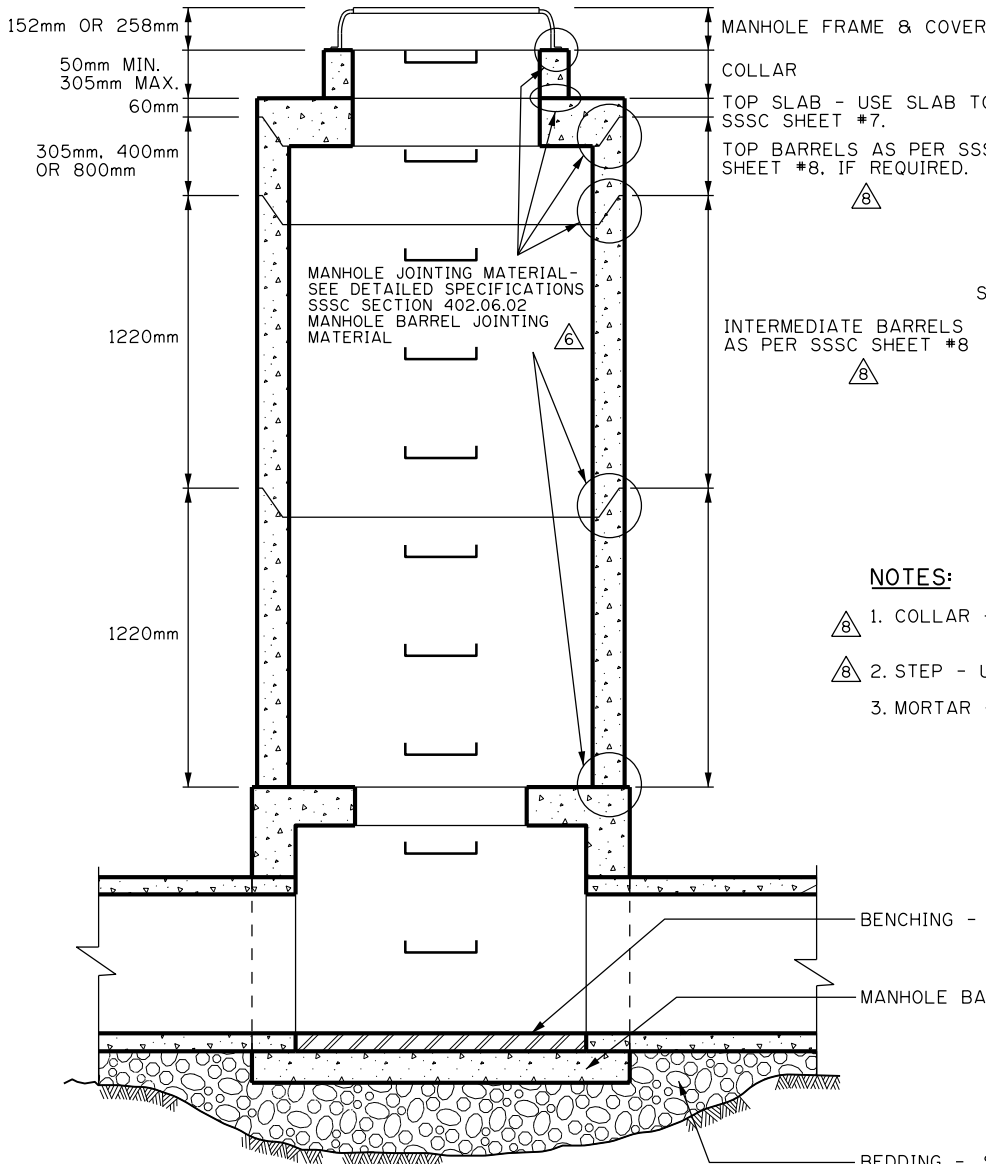 152mm OR 258mm
MANHOLE FRAME & COVER
50mm MIN.
305mm MAX.
COLLAR
60mm
TOP SLAB - USE SLAB TO
SSSC SHEET #7.
305mm, 400mm
OR 800mm
TOP BARRELS AS PER SSS
SHEET #8, IF REQUIRED.
8
MANHOLE JOINTING MATERIAL-
SEE DETAILED SPECIFICATIONS
SSSC SECTION 402.06.02
MANHOLE BARREL JOINTING
MATERIAL
6
S
1220mm
INTERMEDIATE BARRELS
AS PER SSSC SHEET #8
8
NOTES:
8 1. COLLAR -
8 2. STEP - U
3. MORTAR -
1220mm
BENCHING -
MANHOLE BA
BEDDING - S